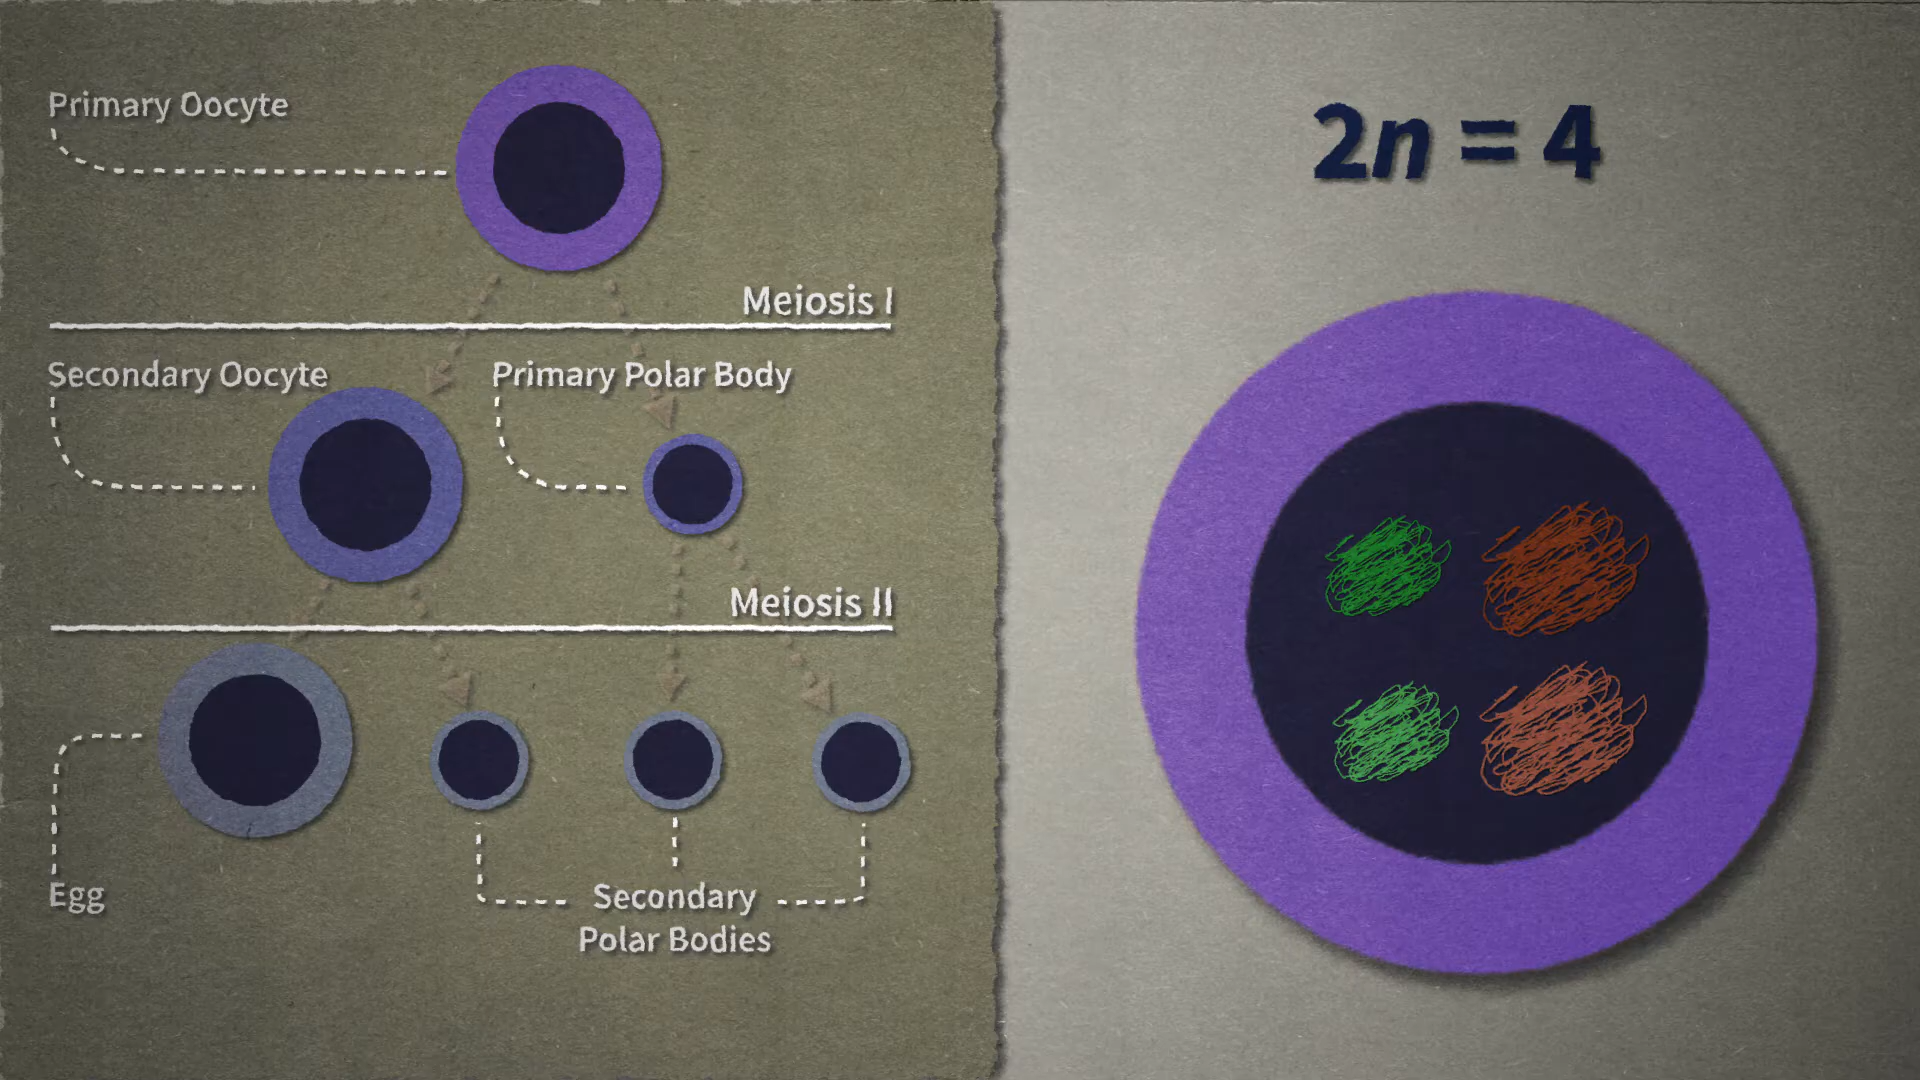 Primary Oocyte
Meiosis I
Secondary Oocyte
Primary Polar Body
Meiosis II
Egg
Secondary
Polar Bodies
2n = 4